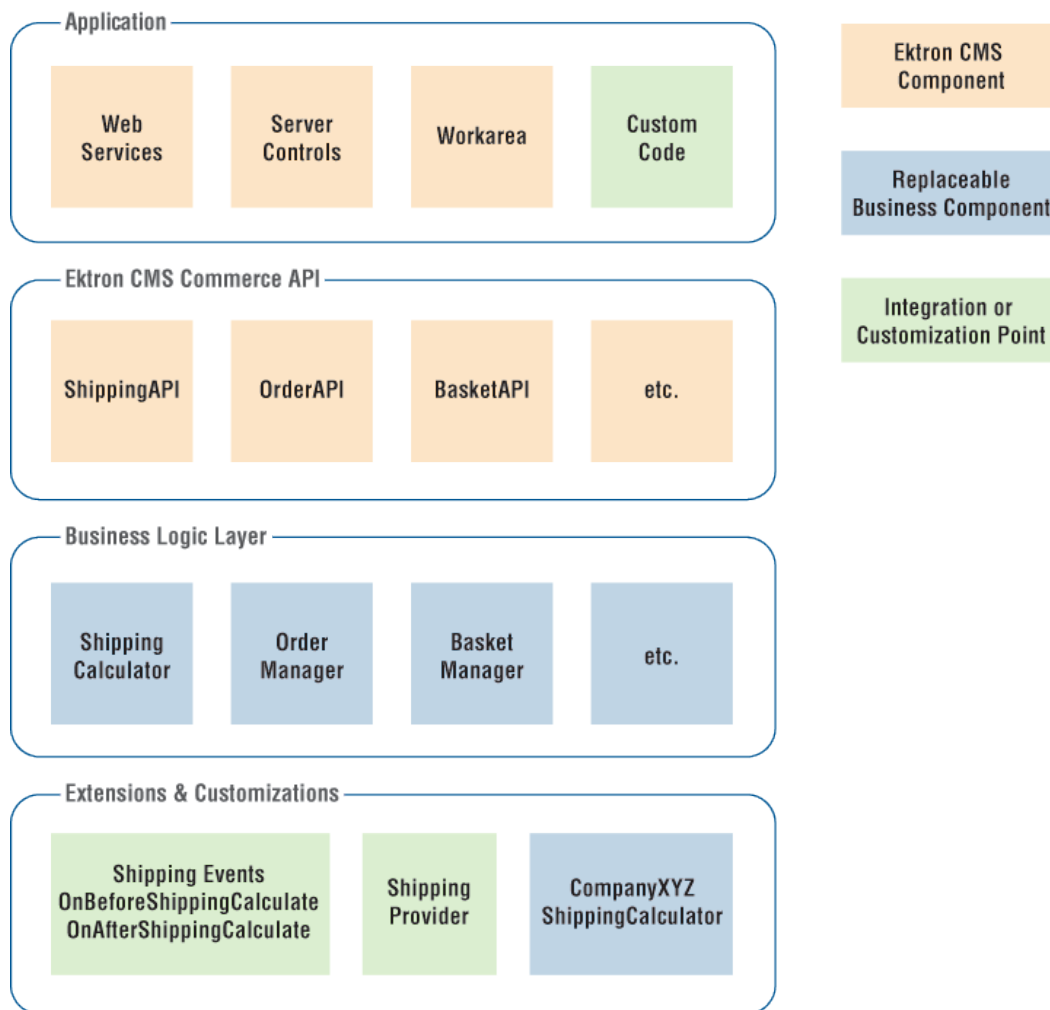 Application
Web
Services
Server
Controls
Workarea
Custom
Code
Ektron CMS
Component
Replaceable
Business Component
Integration or
Customization Point
Ektron CMS Commerce API
ShippingAPI
OrderAPI
BasketAPI
etc.
Business Logic Layer
Shipping
Calculator
Order
Manager
Basket
Manager
etc.
Extensions & Customizations
Shipping Events
OnBeforeShippingCalculate
OnAfterShippingCalculate
Shipping
Provider
CompanyXYZ
ShippingCalculator